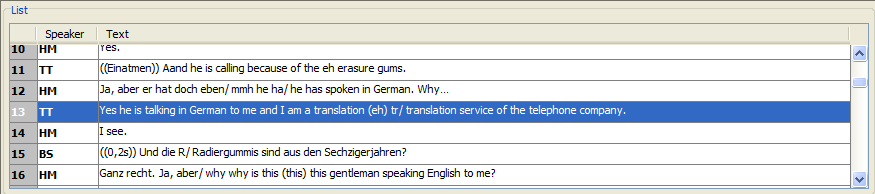 List
Speaker Text
10 HM Yes.
11 TT ((Einatmen)) Aand he is calling because of the eh erasure gums.
12 HM Ja, aber er hat doch eben/ mmh he ha/ he has spoken in German. Why...
13 TT Yes he is talking in German to me and I am a translation (eh) tr/ translation service of the telephone company.
14 HM I see.
15 BS ((0,2s)) Und die R/ Radiergummis sind aus den Sechzigerjahren?
16 HM Ganz recht. Ja, aber/ why why is this (this) this gentleman speaking English to me?